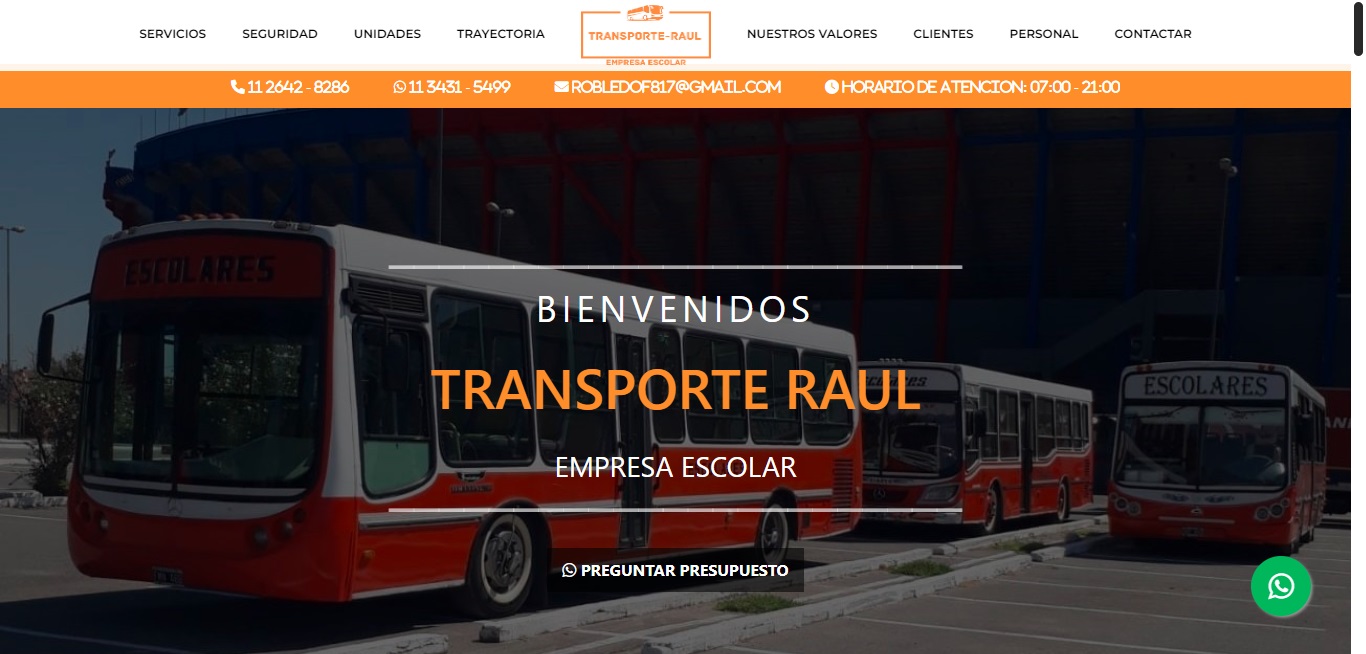 SERVICIOS SEGURIDAD UNIDADES TRAYECTORIA
TRANSPORTE-RAUL
EMPRESA ESCOLAR
NUESTROS VALORES CLIENTES PERSONAL CONTACTAR
11 2642 - 8286 11 3431 - 5499 ROBLEDOF817@GMAIL.COM HORARIO DE ATENCION: 07:00 - 21:00
ESCOLARES
BIENVENIDOS
TRANSPORTE RAUL
ESCOLARES
ESCOLARES
EMPRESA ESCOLAR
PREGUNTAR PRESUPUESTO